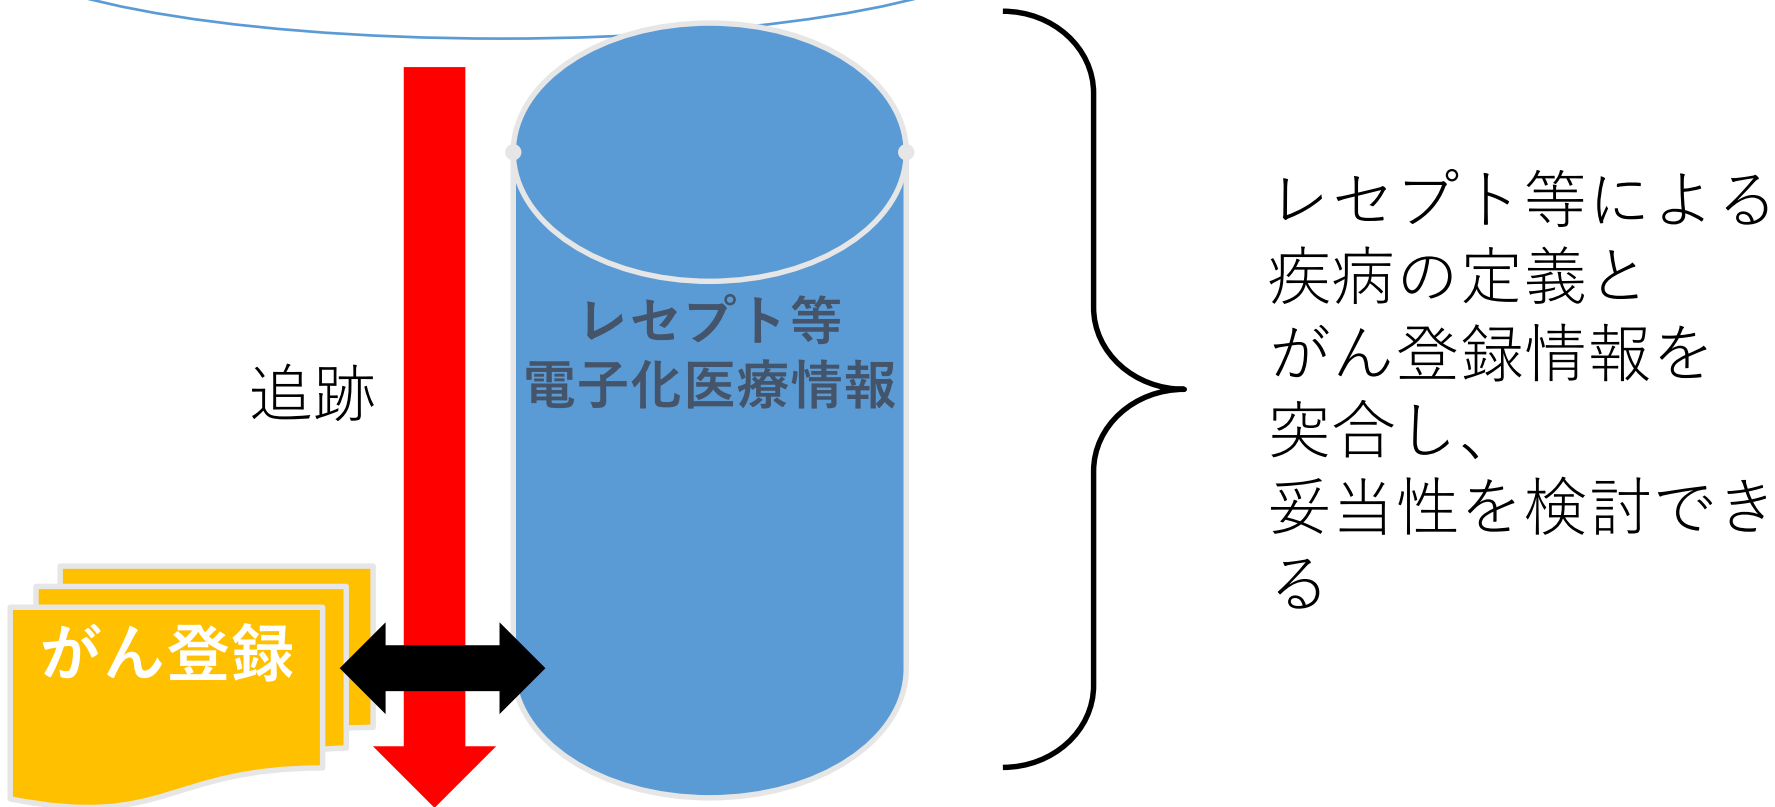 レセプト等
電子化医療情報
追跡
がん登録
レセプト等による
疾病の定義と
がん登録情報を
突合し、
妥当性を検討でき
る